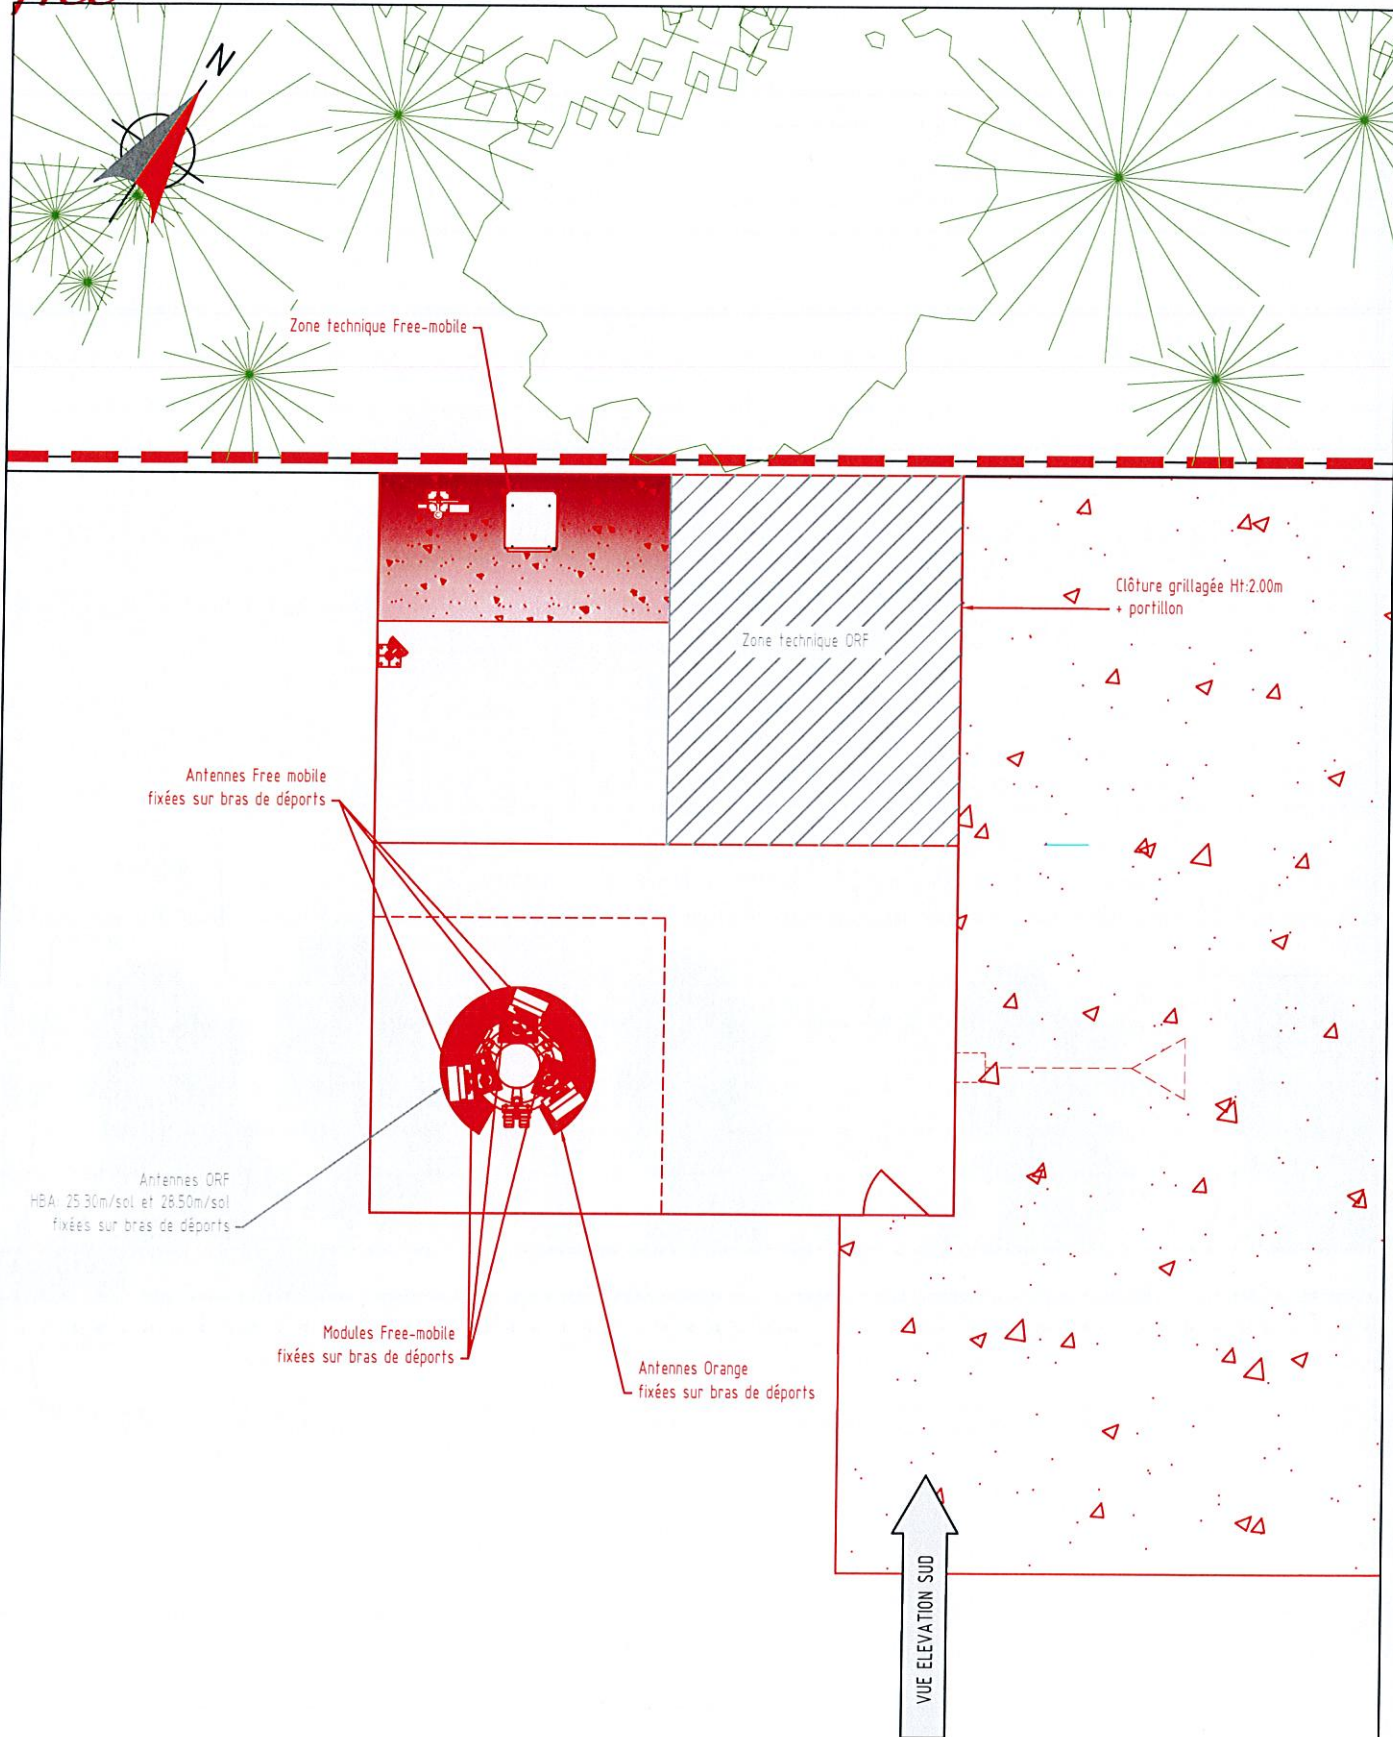 free
N
Zone technique Free-mobile
Clôture grillagée Ht:2.00m
+ portillon
Zone technique ORF
Antennes Free mobile
fixées sur bras de déports
Antennes ORF
HBA: 25.30m/sol et 28.50m/sol
fixées sur bras de déports
Modules Free-mobile
fixées sur bras de déports
Antennes Orange
fixées sur bras de déports
VUE ELEVATION SUD